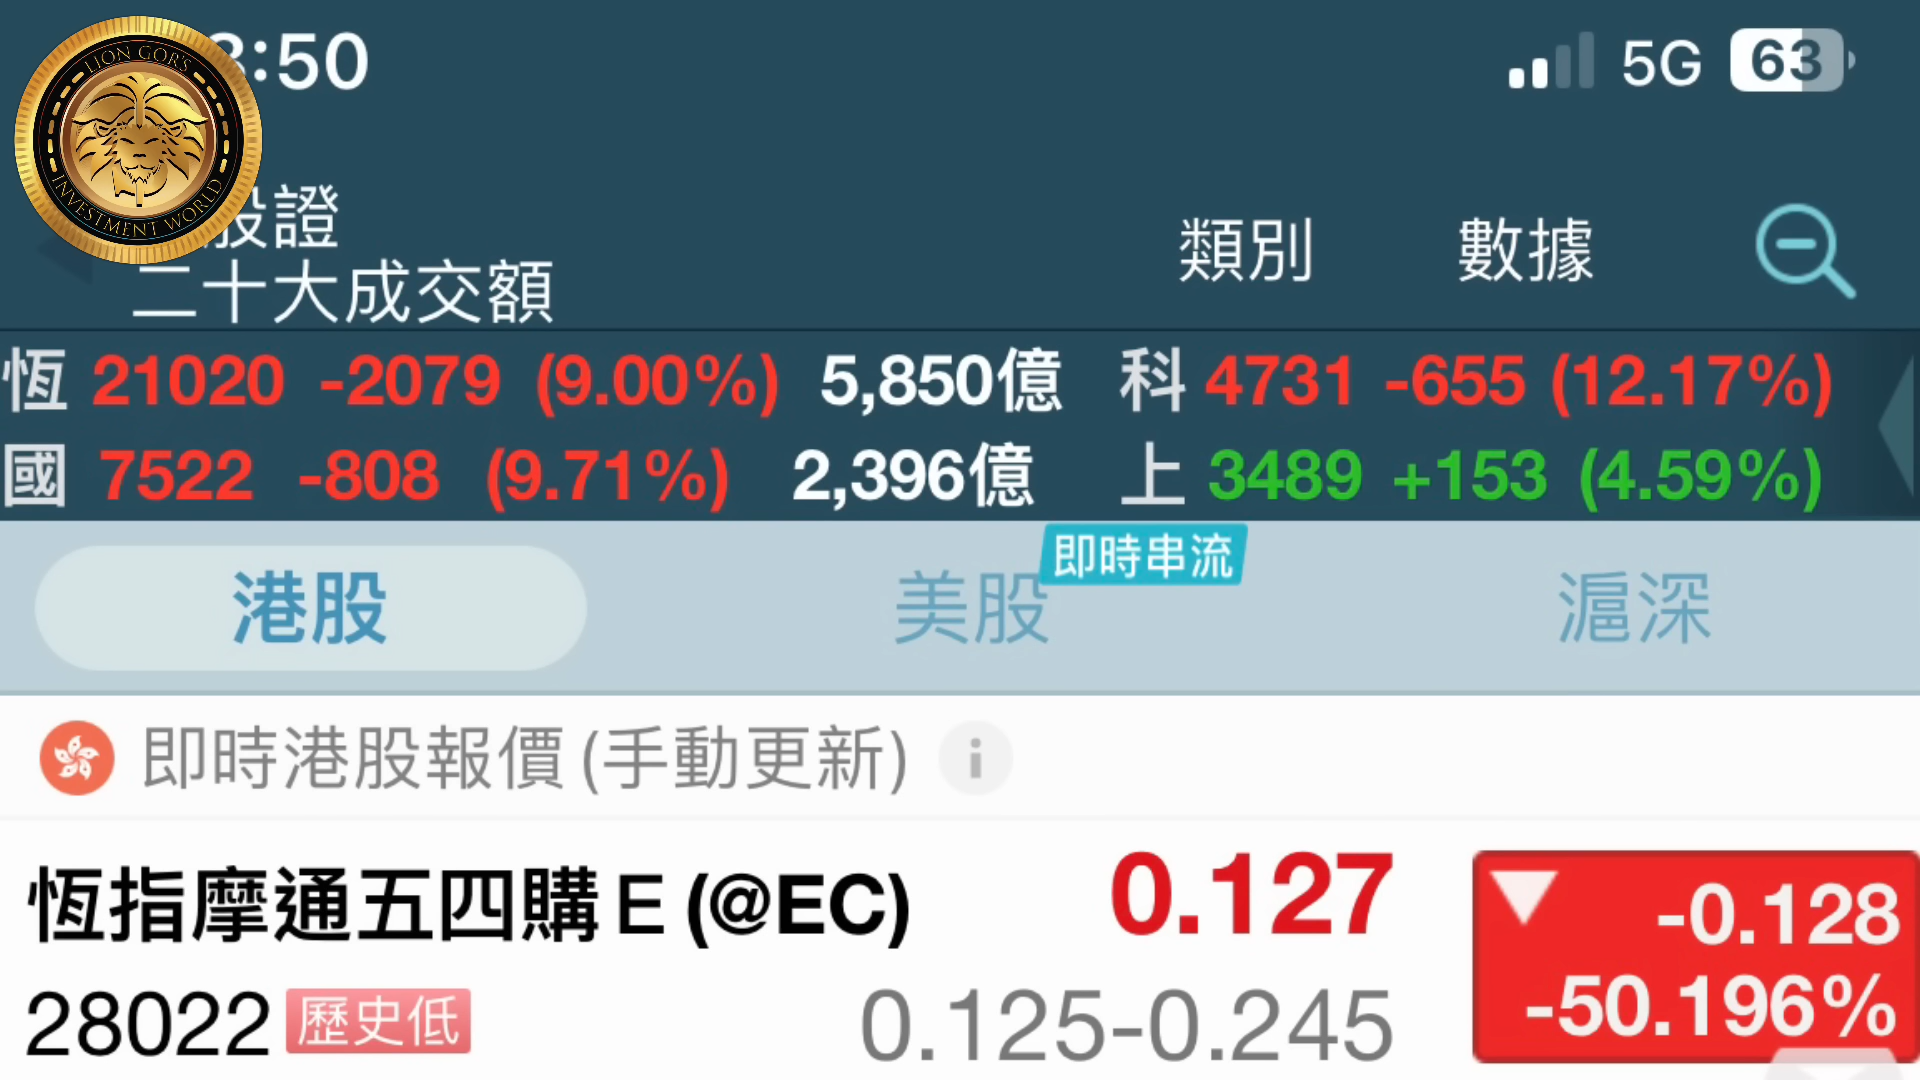 LION GOR'S
INVESTMENT WORLD
3:50
5G 63
股證
二十大成交額
類別 數據
恆 21020 -2079 (9.00%) 5,850億 科 4731 -655 (12.17%)
國 7522 -808 (9.71%) 2,396億 上 3489 +153 (4.59%)
即時串流
港股 美股 滬深
即時港股報價(手動更新) i
恆指摩通五四購E(@EC) 0.127 -0.128
28022 歷史低 0.125-0.245 -50.196%